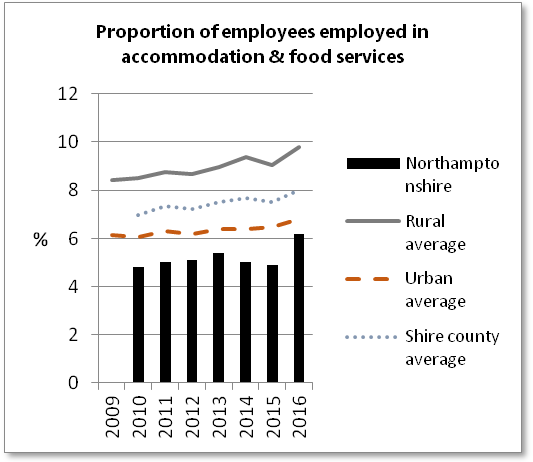 Proportion of employees employed in
accommodation & food services
12
10
8
6
4
2
0
%
2009
2010
2011
2012
2013
2014
2015
2016
Northampto
nshire
Rural
average
Urban
average
Shire county
average